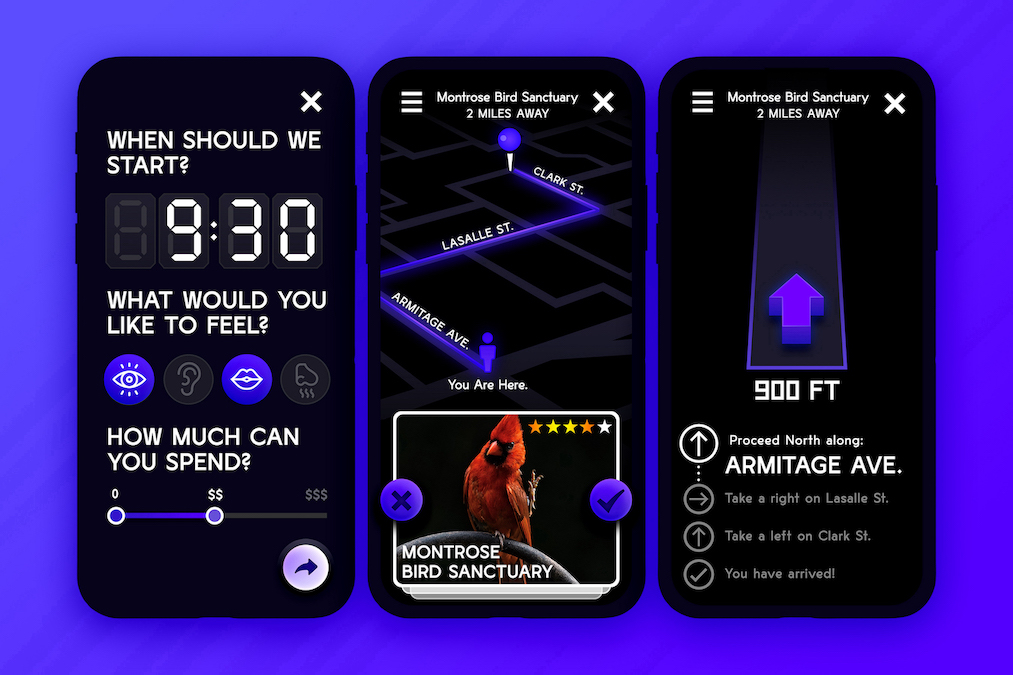 WHEN SHOULD WE
START?
9:30
WHAT WOULD YOU
LIKE TO FEEL?
HOW MUCH CAN
YOU SPEND?
0 $$ $$$
Montrose Bird Sanctuary
2 MILES AWAY
CLARK ST.
LASALLE ST.
ARMITAGE AVE.
You Are Here.
MONTROSE
BIRD SANCTUARY
Montrose Bird Sanctuary
2 MILES AWAY
900 FT
Proceed North along:
ARMITAGE AVE.
Take a right on Lasalle St.
Take a left on Clark St.
You have arrived!